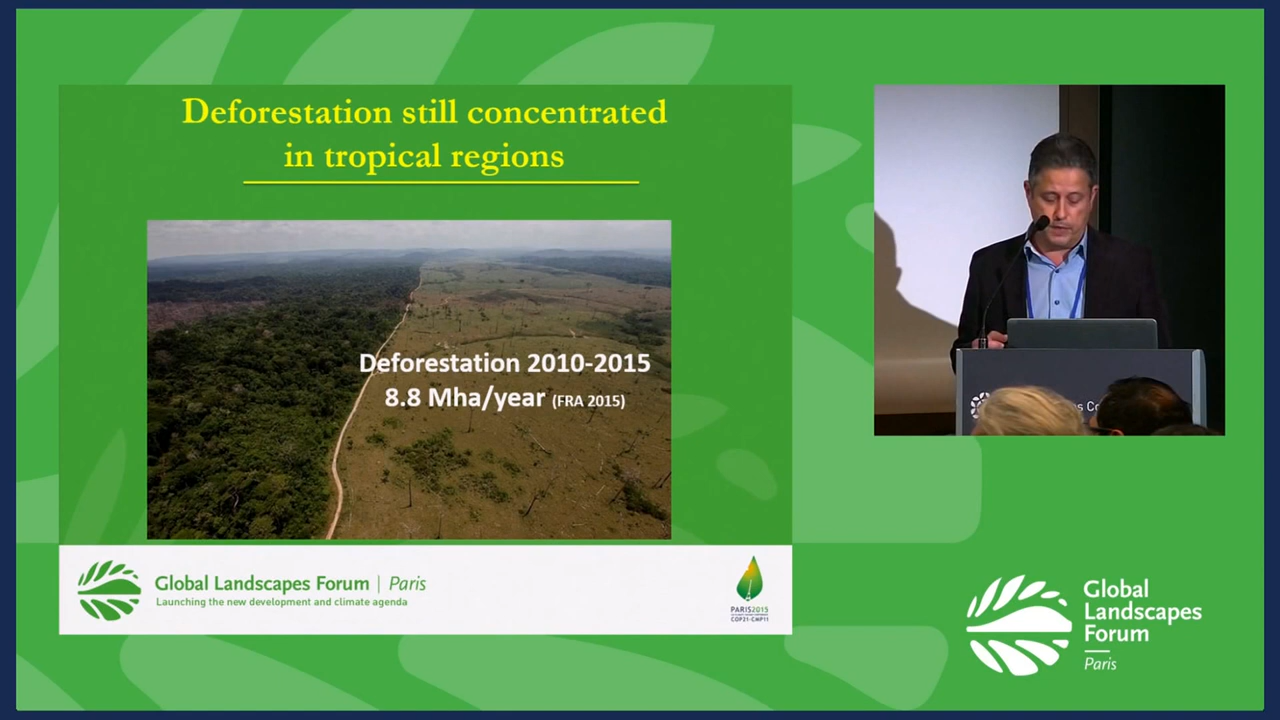 Deforestation still concentrated
in tropical regions
Deforestation 2010-2015
8.8 Mha/year (FRA 2015)
Global Landscapes Forum | Paris
Launching the new development and climate agenda
PARIS2015
COP21·CMP11
Global
Landscapes
Forum
Paris